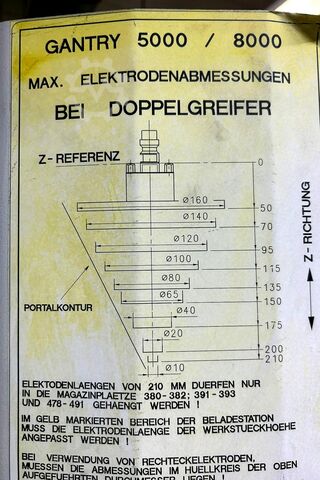 GANTRY 5000 / 8000
MAX. ELEKTRODENABMESSUNGEN
BEI DOPPELGREIFER
Z-REFERENZ
0
ø160
50
ø140
70
ø120
95
ø100
115
ø80
135
ø65
150
ø40
175
ø20
200
210
ø10
Z-RICHTUNG
PORTALKONTUR
ELEKTODENLAENGEN VON 210 MM DUERFEN NUR
IN DIE MAGAZINPLAETZE 380-382; 391-393
UND 478-491 GEHAENGT WERDEN !
IM GELB MARKIERTEN BEREICH DER BELADESTATION
MUSS DIE ELEKTRODENLAENGE DER WERKSTUECKHOEHE
ANGEPASST WERDEN !
BEI VERWENDUNG VON RECHTECKELEKTRODEN,
MUESSEN DIE ABMESSUNGEN IM HUELLKREIS DER OBEN
AUFGEFUEHRTEN DURCHMESSER LIEGEN !